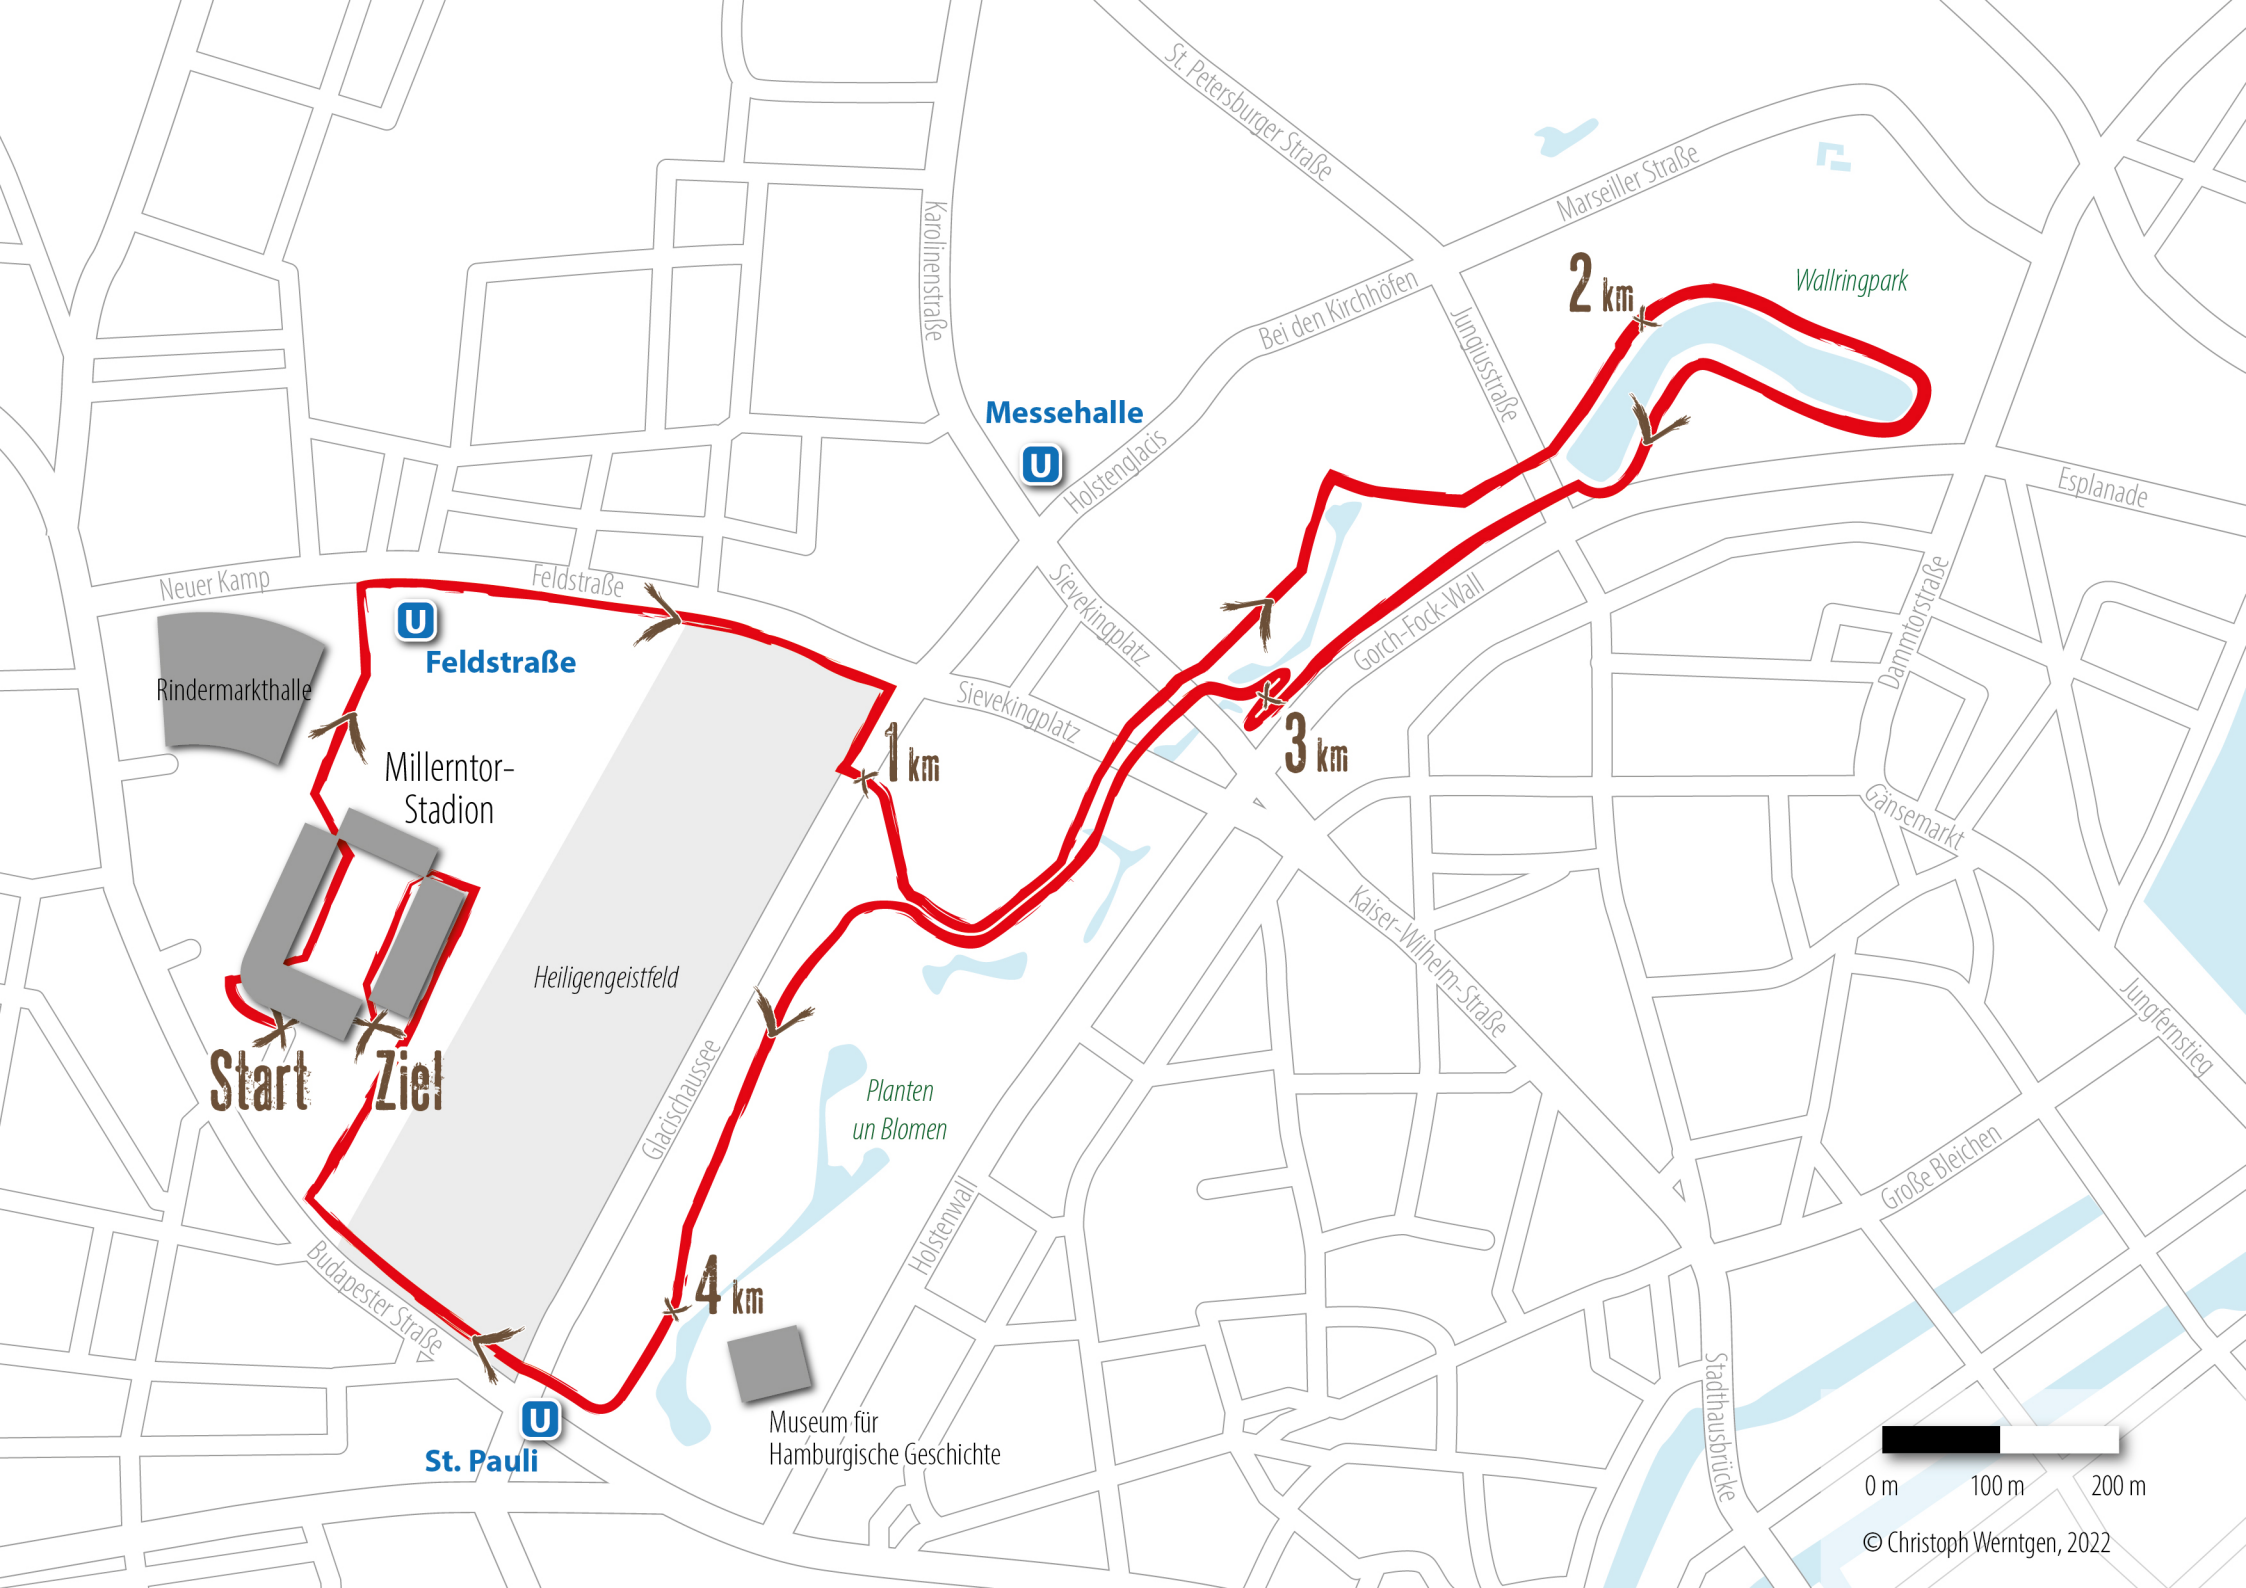 St. Petersburger Straße
Marseiller Straße
Karolinenstraße
2 km
Wallringpark
Bei den Kirchhöfen
Jungiusstraße
Messehalle
U
Holstenglacis
Esplanade
Neuer Kamp
Feldstraße
U
Feldstraße
Sievekingplatz
Gorch-Fock-Wall
Dammtorstraße
Rindermarkthalle
Sievekingplatz
Millerntor-
Stadion
1 km
3 km
Gänsemarkt
Kaiser-Wilhelm-Straße
Heiligengeistfeld
Jungfernstieg
Start
Ziel
Glacischaussee
Planten
un Blomen
Große Bleichen
Holstenwall
Budapester Straße
4 km
Stadthausbrücke
U
St. Pauli
Museum für
Hamburgische Geschichte
0 m 100 m 200 m
© Christoph Werntgen, 2022